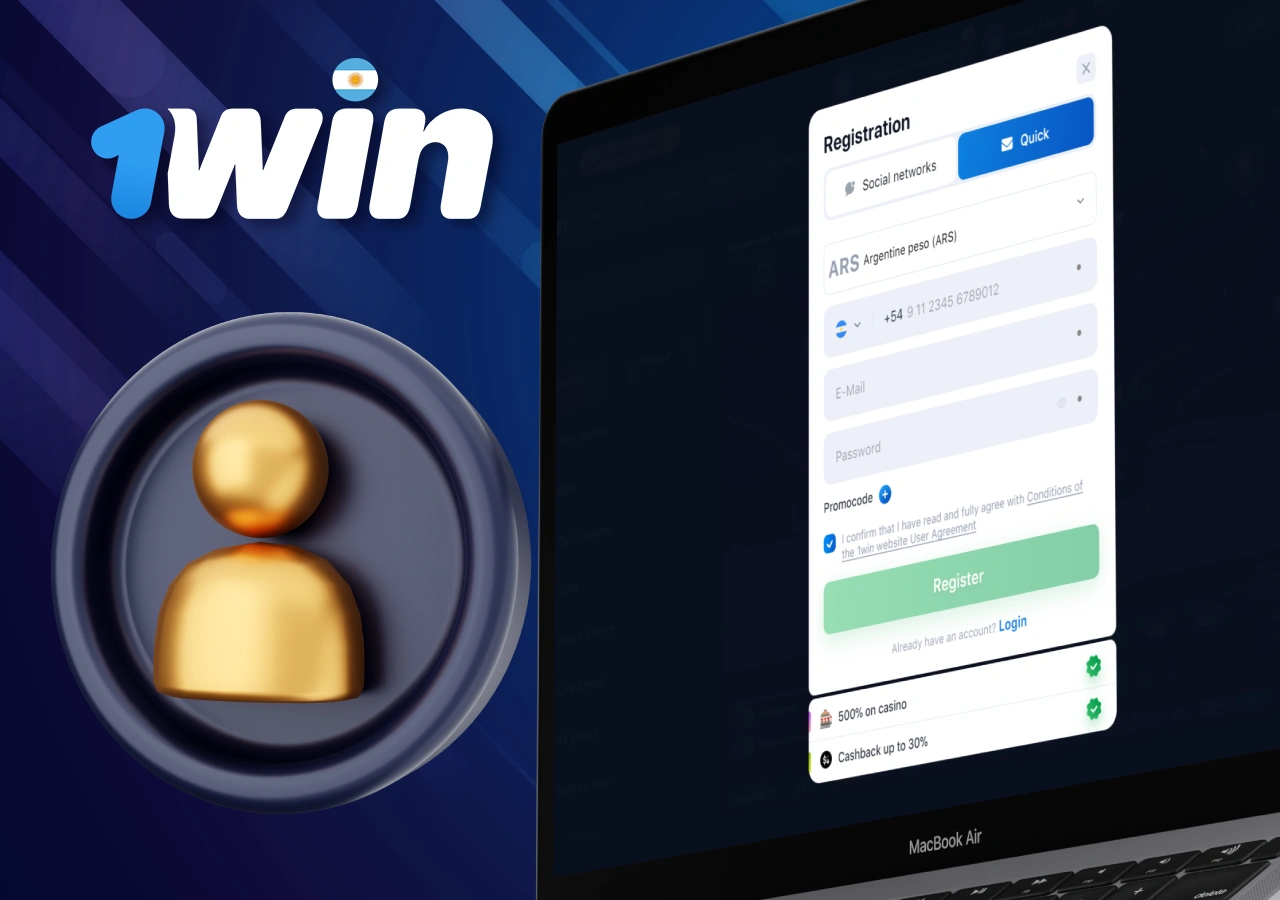 1win
Registration
X
Social networks
Quick
ARS Argentine peso (ARS)
+54 9 11 2345 6789012
E-Mail
Password
Promocode +
I confirm that I have read and fully agree with Conditions of
the 1win website User Agreement
Register
Already have an account? Login
500% on casino
Cashback up to 30%
MacBook Air
delete